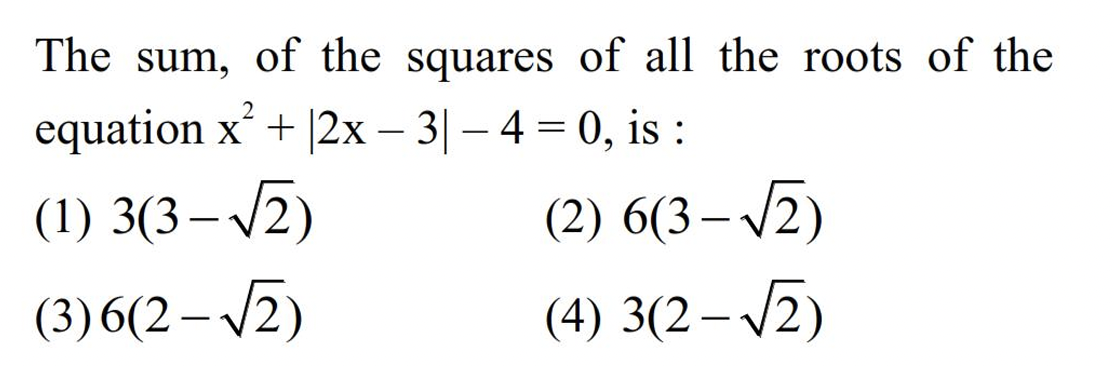 The sum, of the squares of all the roots of the
equation x² + |2x – 3| – 4 = 0, is :
(1) 3(3–√2) (2) 6(3–√2)
(3) 6(2–√2) (4) 3(2–√2)